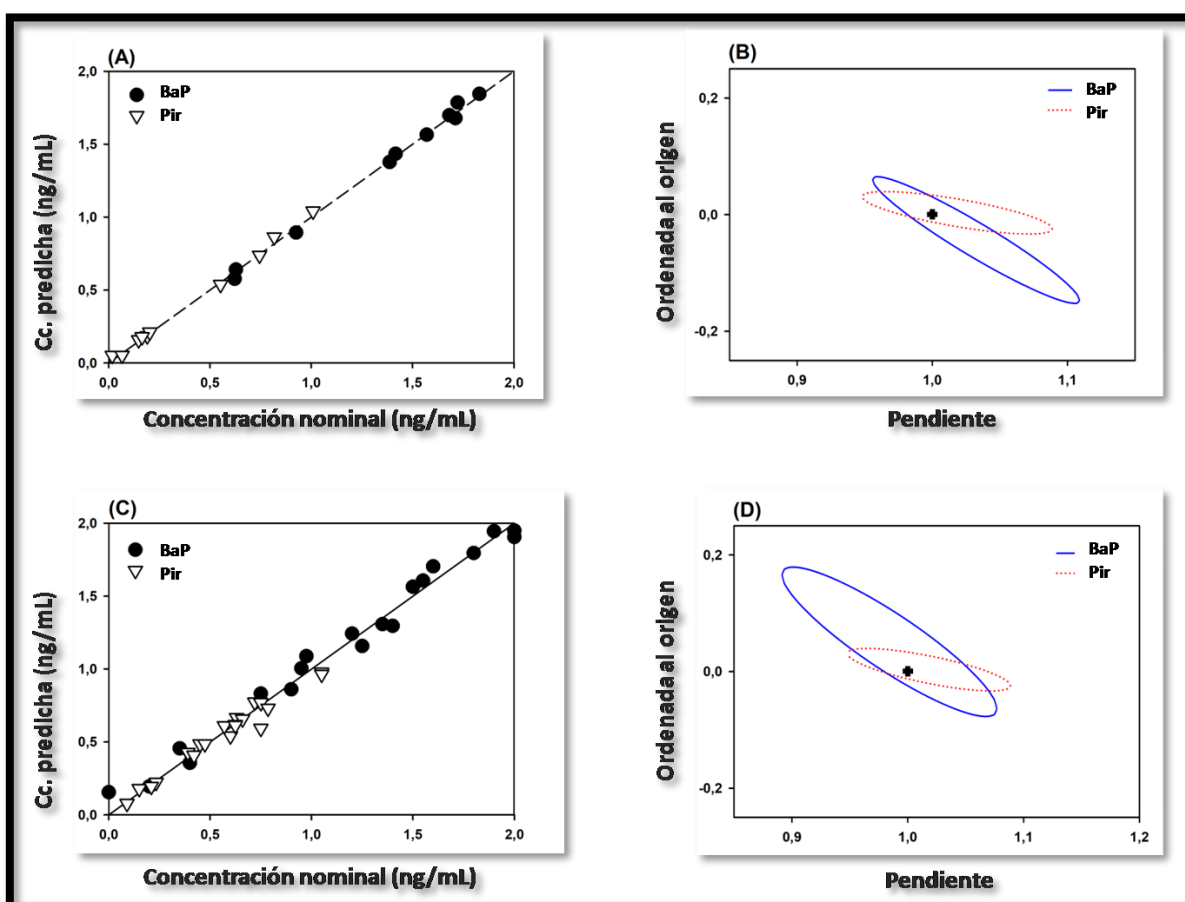 (A)
2,0
1,5
1,0
0,5
0,0
BaP
Pir
Cc. predicha (ng/mL)
0,0 0,5 1,0 1,5 2,0
Concentración nominal (ng/mL)
(B)
0,2
0,0
-0,2
BaP
Pir
Ordenada al origen
0,9 1,0 1,1
Pendiente
(C)
2,0
1,5
1,0
0,5
0,0
BaP
Pir
Cc. predicha (ng/mL)
0,0 0,5 1,0 1,5 2,0
Concentración nominal (ng/mL)
(D)
0,2
0,0
-0,2
BaP
Pir
Ordenada al origen
0,9 1,0 1,1 1,2
Pendiente